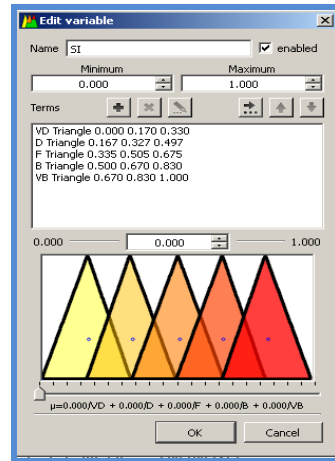 Edit variable
Name SI enabled
Minimum Maximum
0.000 1.000
Terms
VD Triangle 0.000 0.170 0.330
D Triangle 0.167 0.327 0.497
F Triangle 0.335 0.505 0.675
B Triangle 0.500 0.670 0.830
VB Triangle 0.670 0.830 1.000
0.000 0.000 1.000
μ=0.000/VD + 0.000/D + 0.000/F + 0.000/B + 0.000/VB
OK Cancel